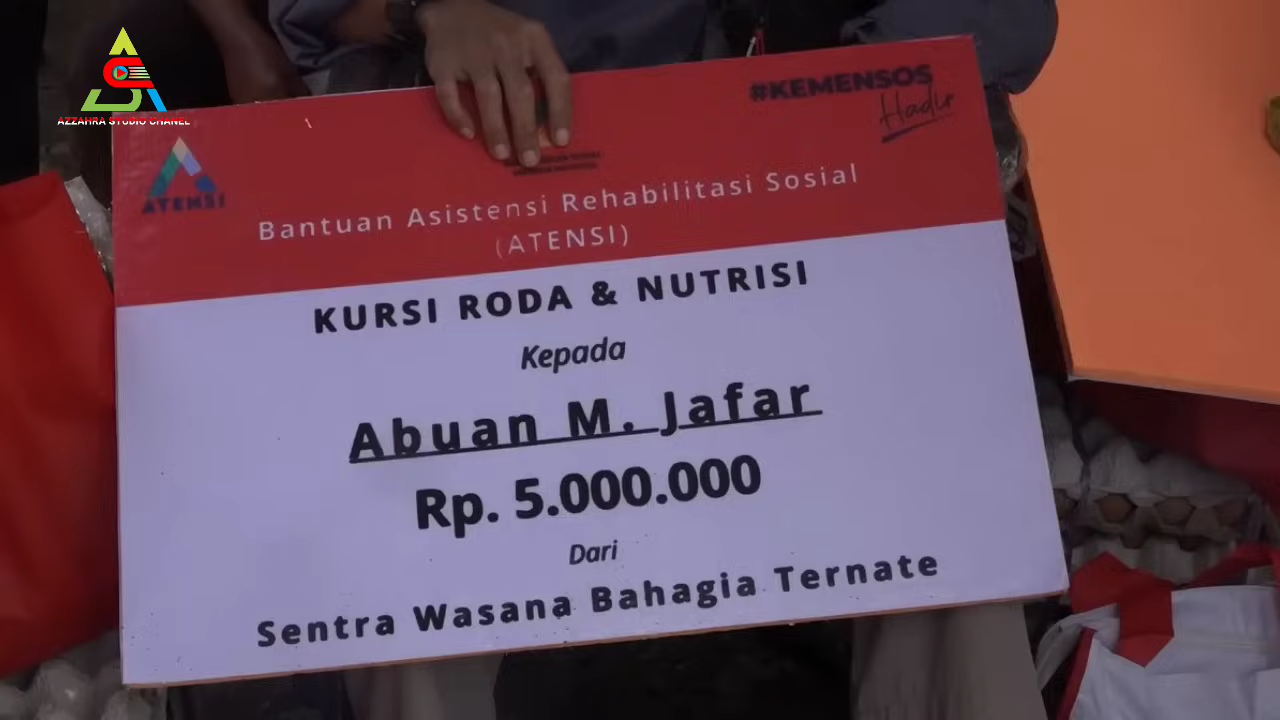 AZZAHRA STUDIO CHANEL
#KEMENSOS
Hadir
ATENSI
Bantuan Asistensi Rehabilitasi Sosial
(ATENSI)
KURSI RODA & NUTRISI
Kepada
Abuan M. Jafar
Rp. 5.000.000
Dari
Sentra Wasana Bahagia Ternate